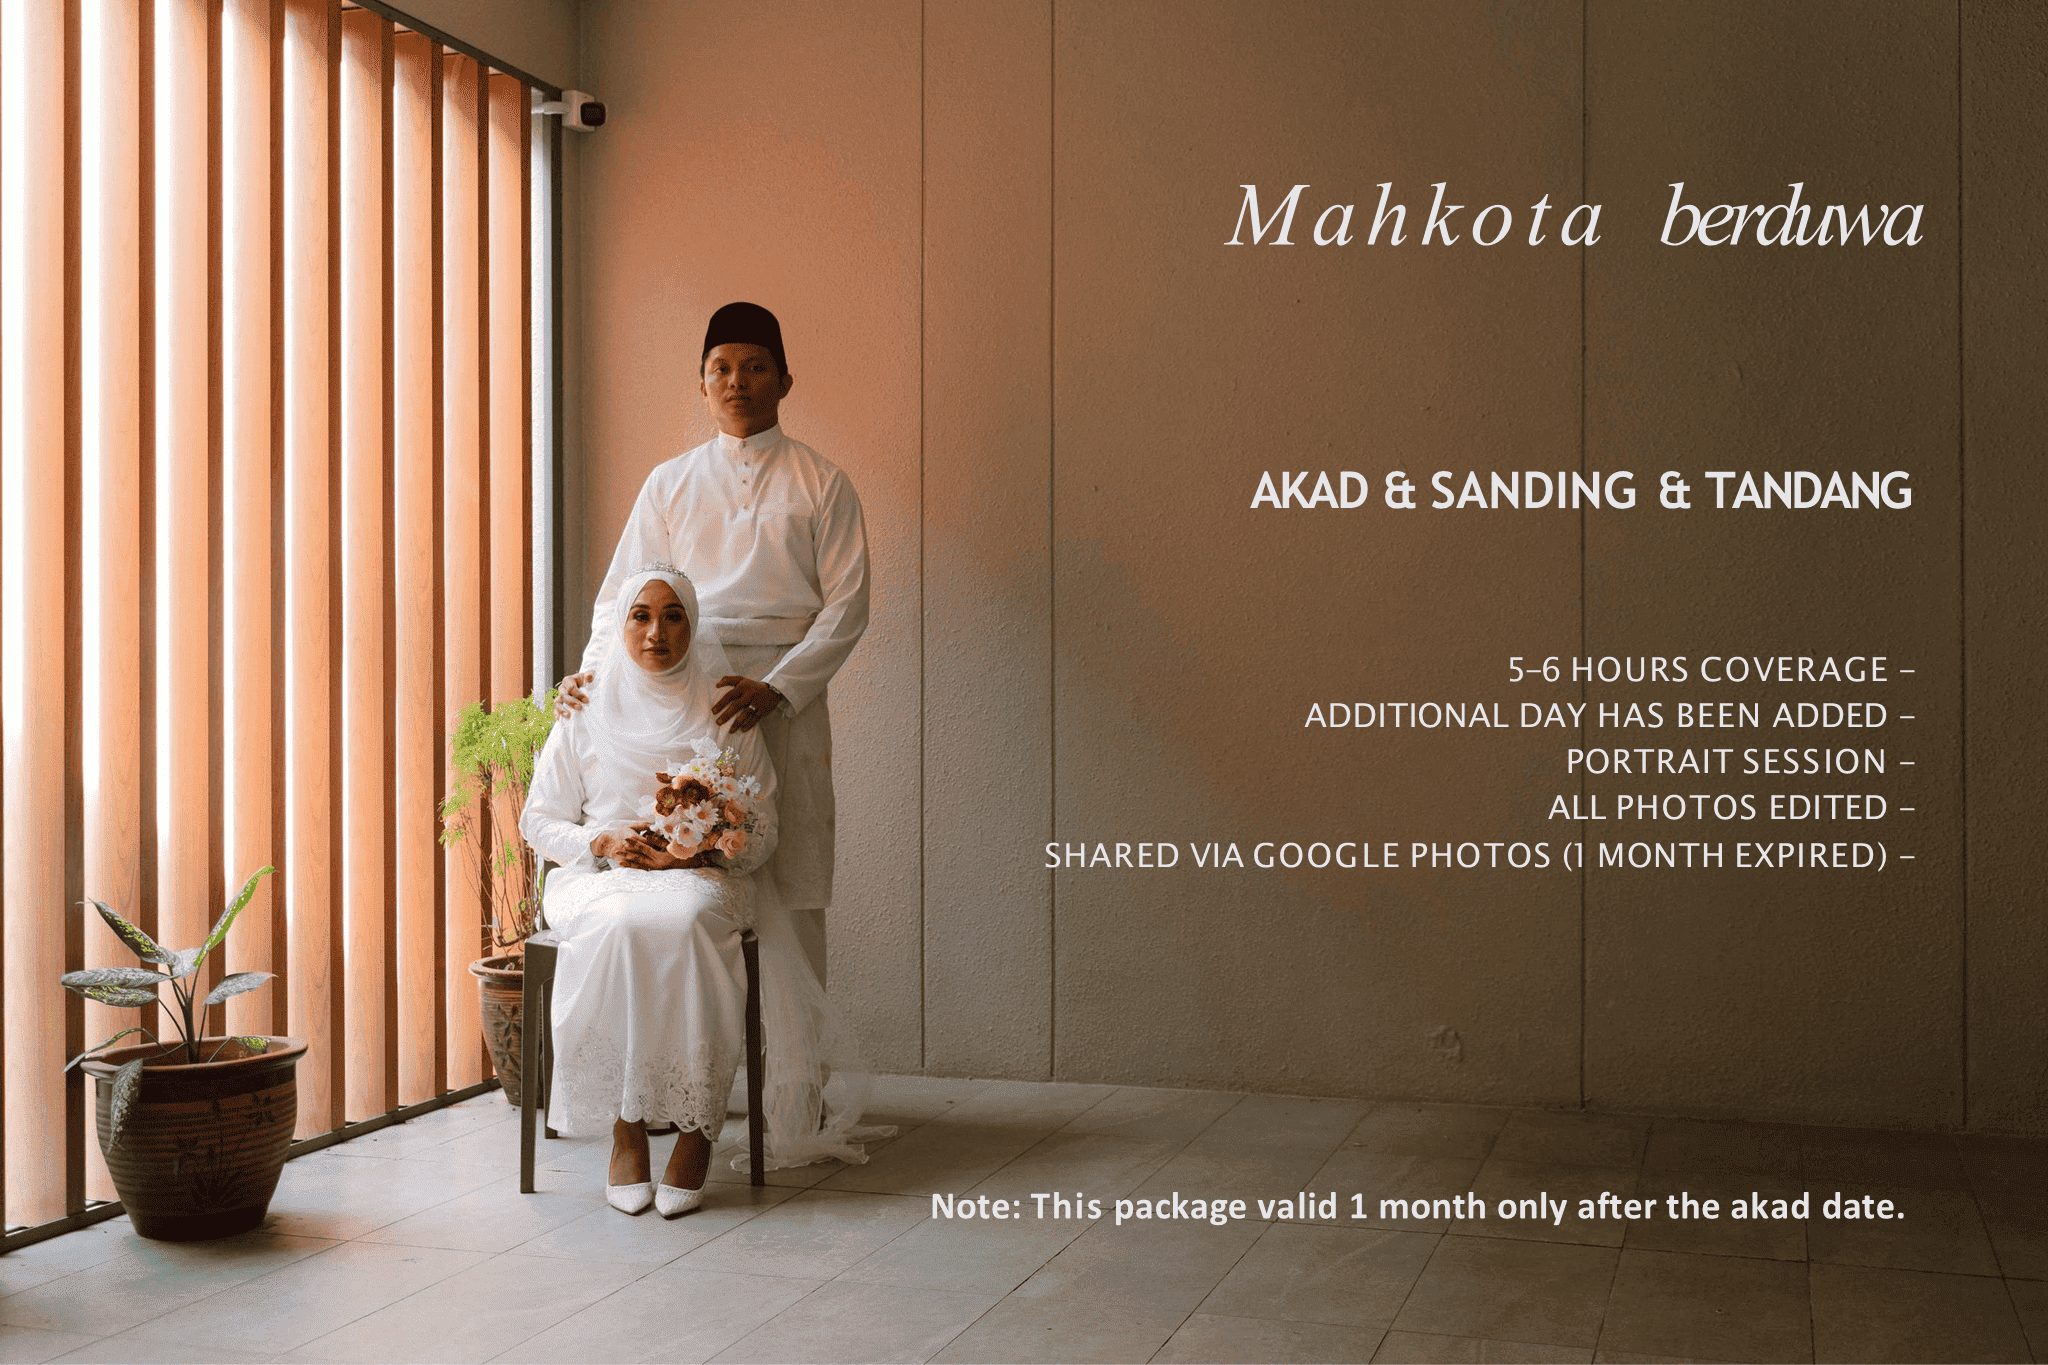 Mahkota berduwa
AKAD & SANDING & TANDANG
5–6 HOURS COVERAGE –
ADDITIONAL DAY HAS BEEN ADDED –
PORTRAIT SESSION –
ALL PHOTOS EDITED –
SHARED VIA GOOGLE PHOTOS (1 MONTH EXPIRED) –
Note: This package valid 1 month only after the akad date.